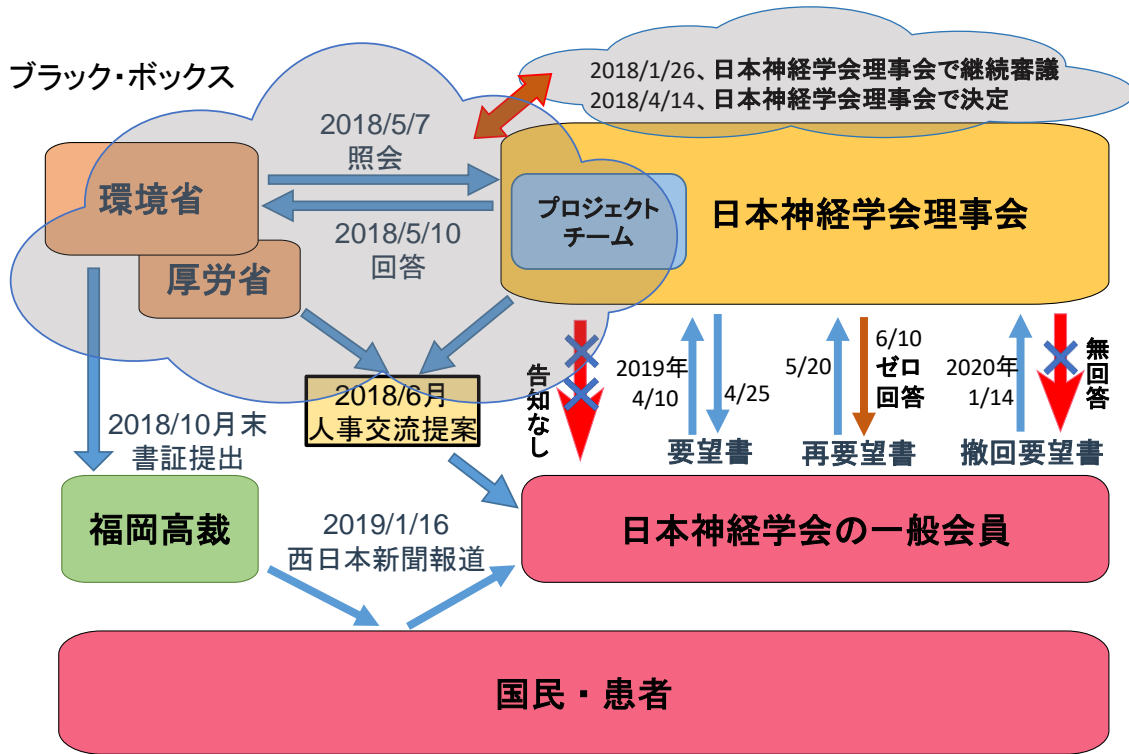 ブラック・ボックス
2018/1/26、日本神経学会理事会で継続審議
2018/4/14、日本神経学会理事会で決定
2018/5/7
照会
環境省
プロジェクト
チーム
日本神経学会理事会
2018/5/10
回答
厚労省
告知なし
2019年
4/10
4/25
5/20
6/10
ゼロ
回答
2020年
1/14
無回答
2018/6月
人事交流提案
2018/10月末
書証提出
要望書
再要望書
撤回要望書
福岡高裁
2019/1/16
西日本新聞報道
日本神経学会の一般会員
国民・患者